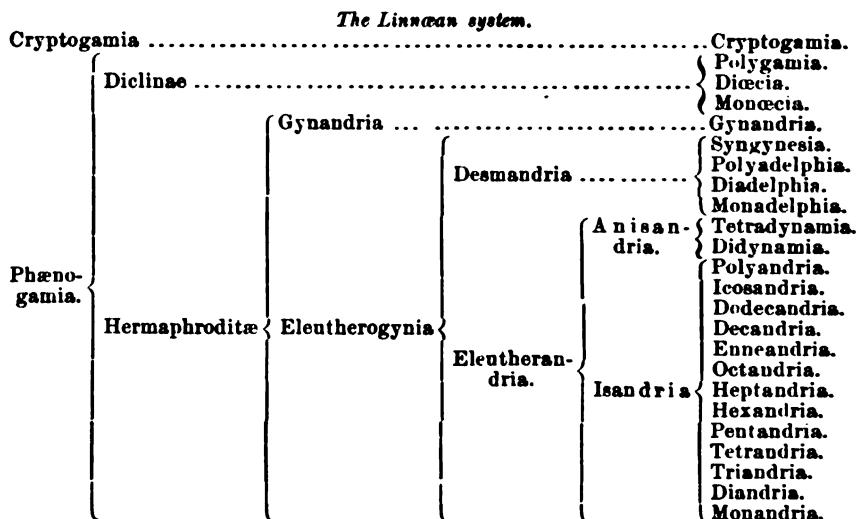 The Linnæan system.
Cryptogamia ........ Cryptogamia.
Polygamia.
Diclinae ........ Diœcia.
Monœcia.
Gynandria ... ........ Gynandria.
Syngynesia.
Polyadelphia.
Desmandria ........ Diadelphia.
Monadelphia.
Anisan- Tetradynamia.
dria. Didynamia.
Phæno- Polyandria.
gamia. Icosandria.
Dodecandria.
Hermaphroditæ Eleutherogynia Decandria.
Enneandria.
Eleutheran- Octandria.
dria. Isandria Heptandria.
Hexandria.
Pentandria.
Tetrandria.
Triandria.
Diandria.
Monandria.